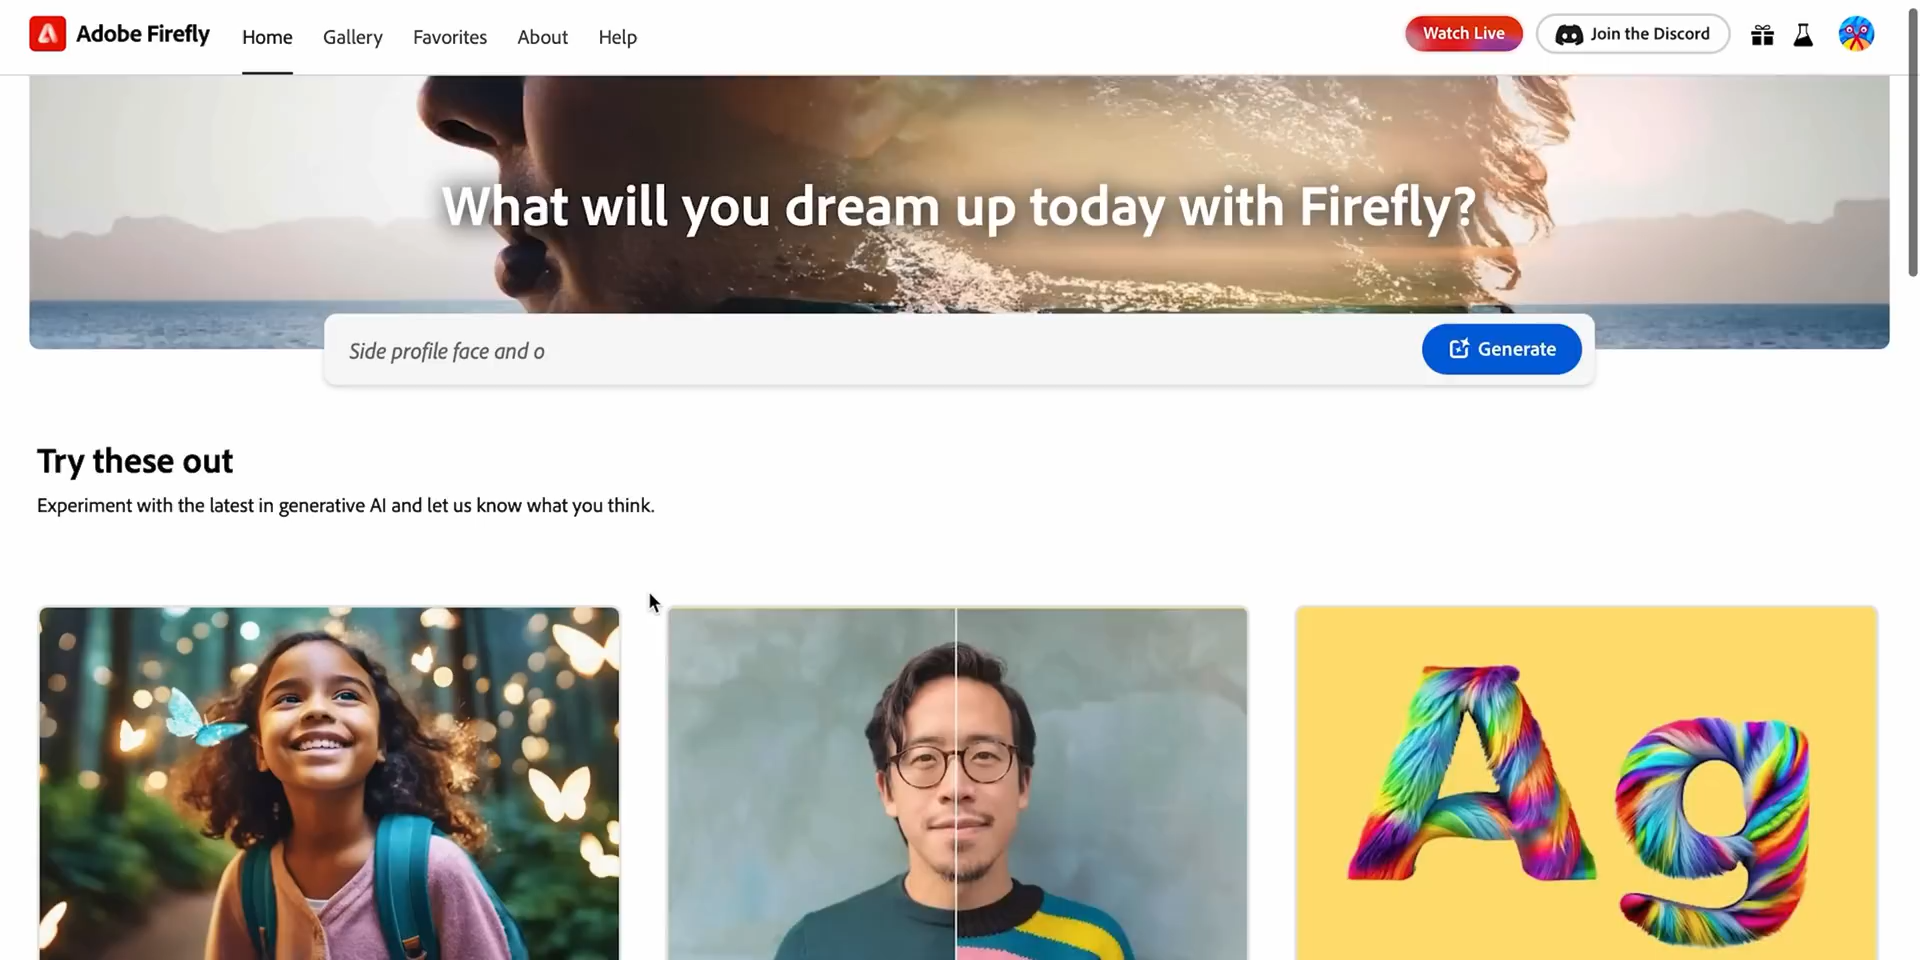 Adobe Firefly
Home
Gallery
Favorites
About
Help
Watch Live
Join the Discord
What will you dream up today with Firefly?
Side profile face and o
Generate
Try these out
Experiment with the latest in generative AI and let us know what you think.
Ag